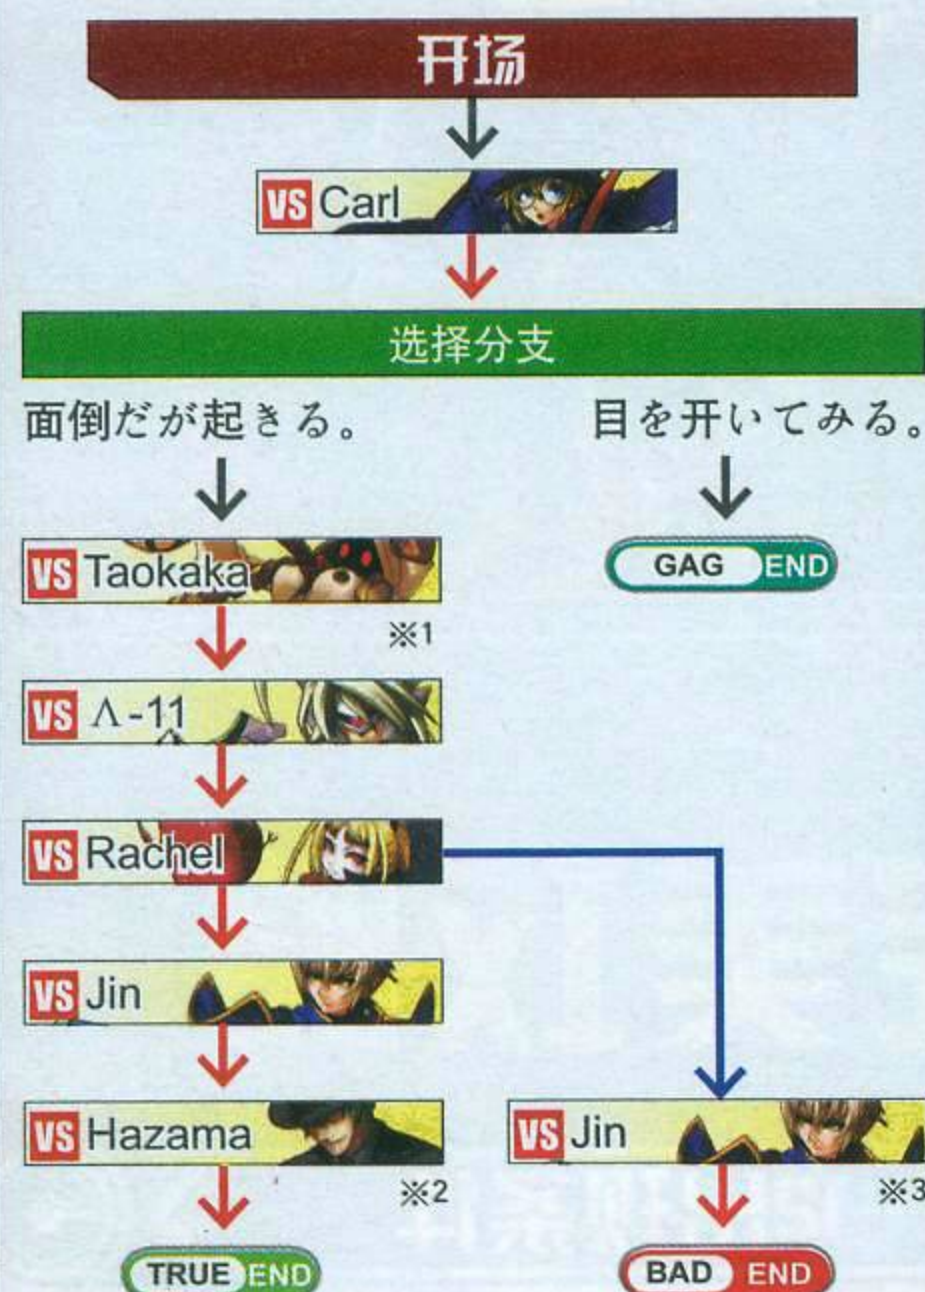 开场
VS Carl
选择分支
面倒だが起きる。
目を开いてみる。
VS Taokaka
GAG END
※1
VS Λ-11
VS Rachel
VS Jin
VS Hazama
VS Jin
※2
※3
TRUE END
BAD END